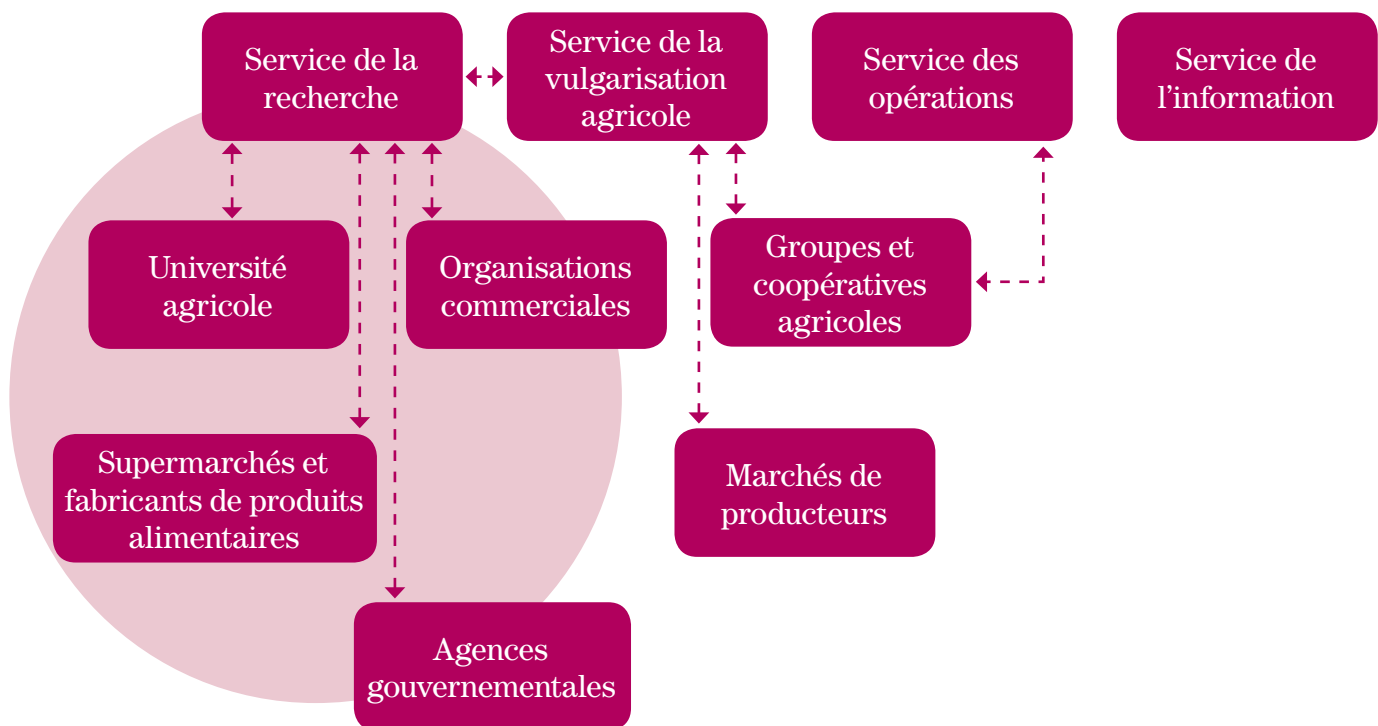 Service de la
recherche
Service de la
vulgarisation
agricole
Service des
opérations
Service de
l’information
Université
agricole
Organisations
commerciales
Groupes et
coopératives
agricoles
Supermarchés et
fabricants de produits
alimentaires
Marchés de
producteurs
Agences
gouvernementales